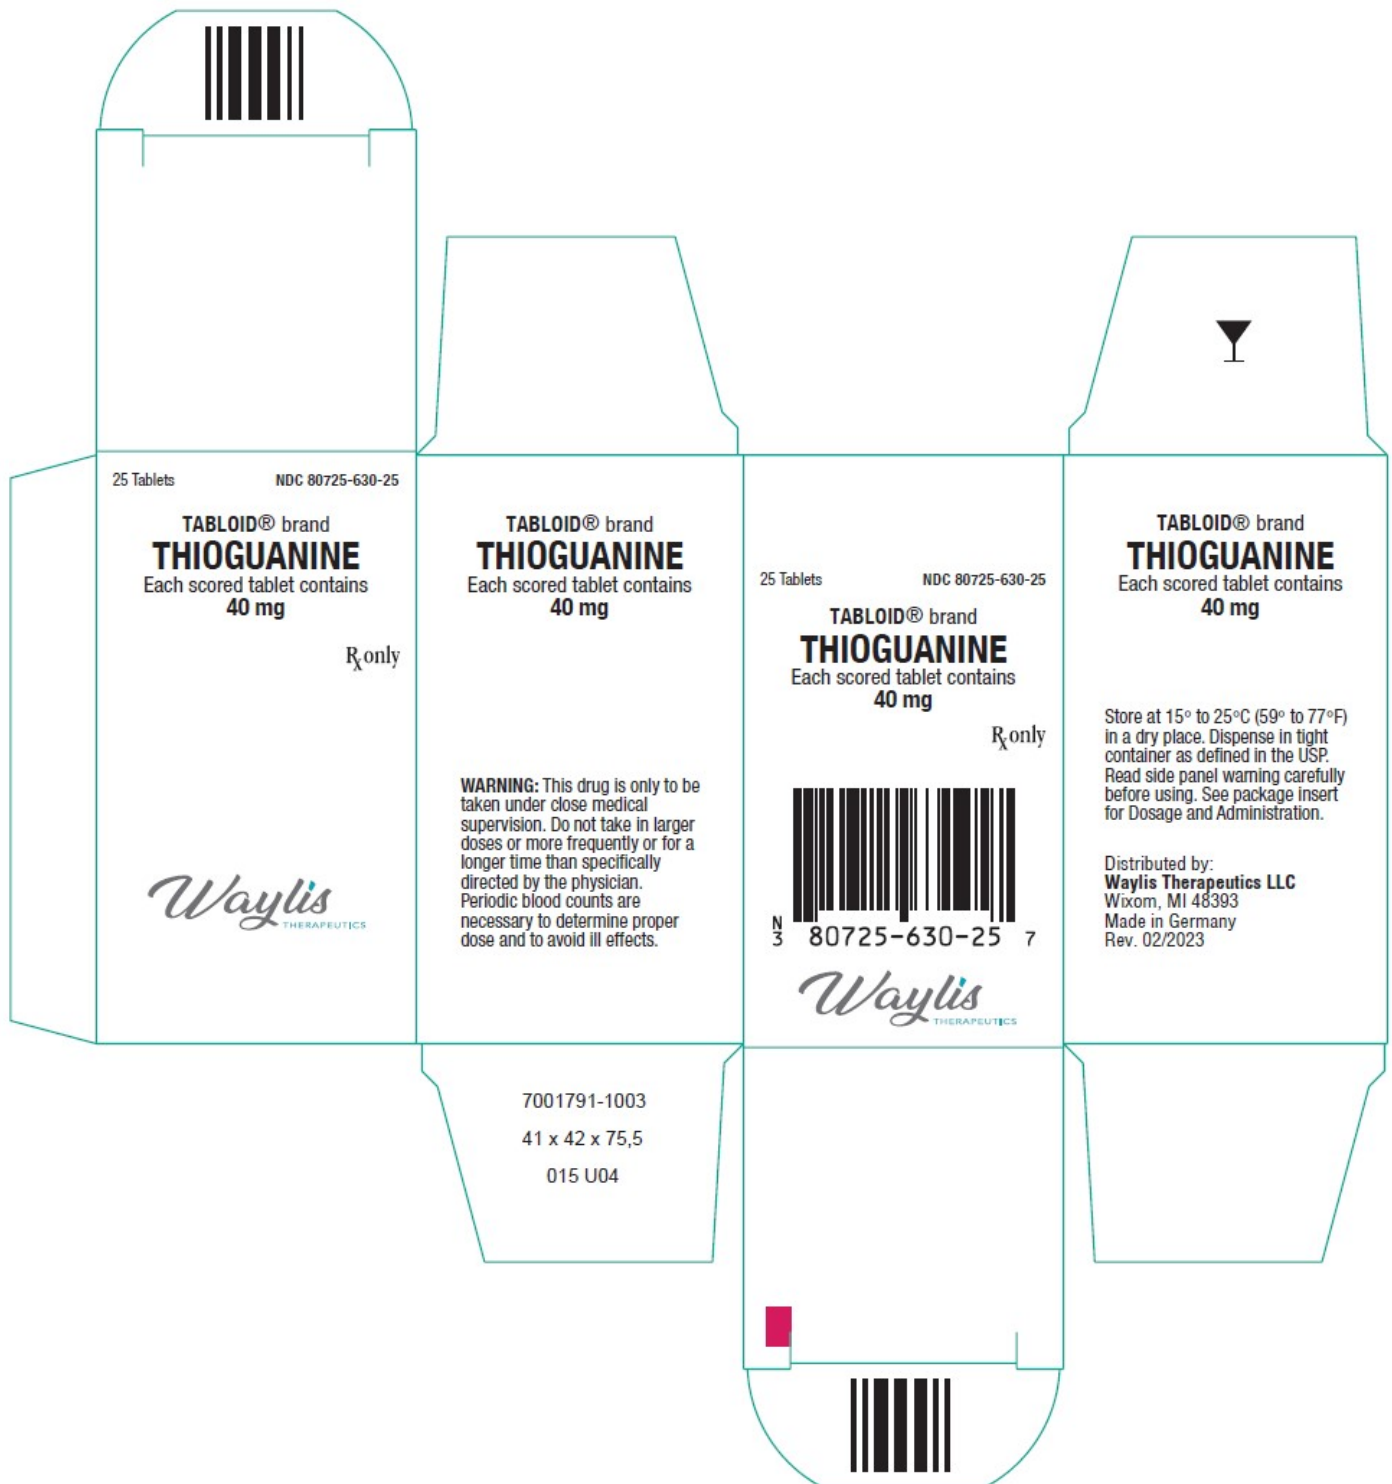 25 Tablets NDC 80725-630-25
TABLOID® brand
THIOGUANINE
Each scored tablet contains
40 mg
℞ only
Waylis
THERAPEUTICS
TABLOID® brand
THIOGUANINE
Each scored tablet contains
40 mg
WARNING: This drug is only to be
taken under close medical
supervision. Do not take in larger
doses or more frequently or for a
longer time than specifically
directed by the physician.
Periodic blood counts are
necessary to determine proper
dose and to avoid ill effects.
7001791-1003
41 x 42 x 75,5
015 U04
25 Tablets NDC 80725-630-25
TABLOID® brand
THIOGUANINE
Each scored tablet contains
40 mg
℞ only
N
3 80725-630-25 7
Waylis
THERAPEUTICS
TABLOID® brand
THIOGUANINE
Each scored tablet contains
40 mg
Store at 15° to 25°C (59° to 77°F)
in a dry place. Dispense in tight
container as defined in the USP.
Read side panel warning carefully
before using. See package insert
for Dosage and Administration.
Distributed by:
Waylis Therapeutics LLC
Wixom, MI 48393
Made in Germany
Rev. 02/2023